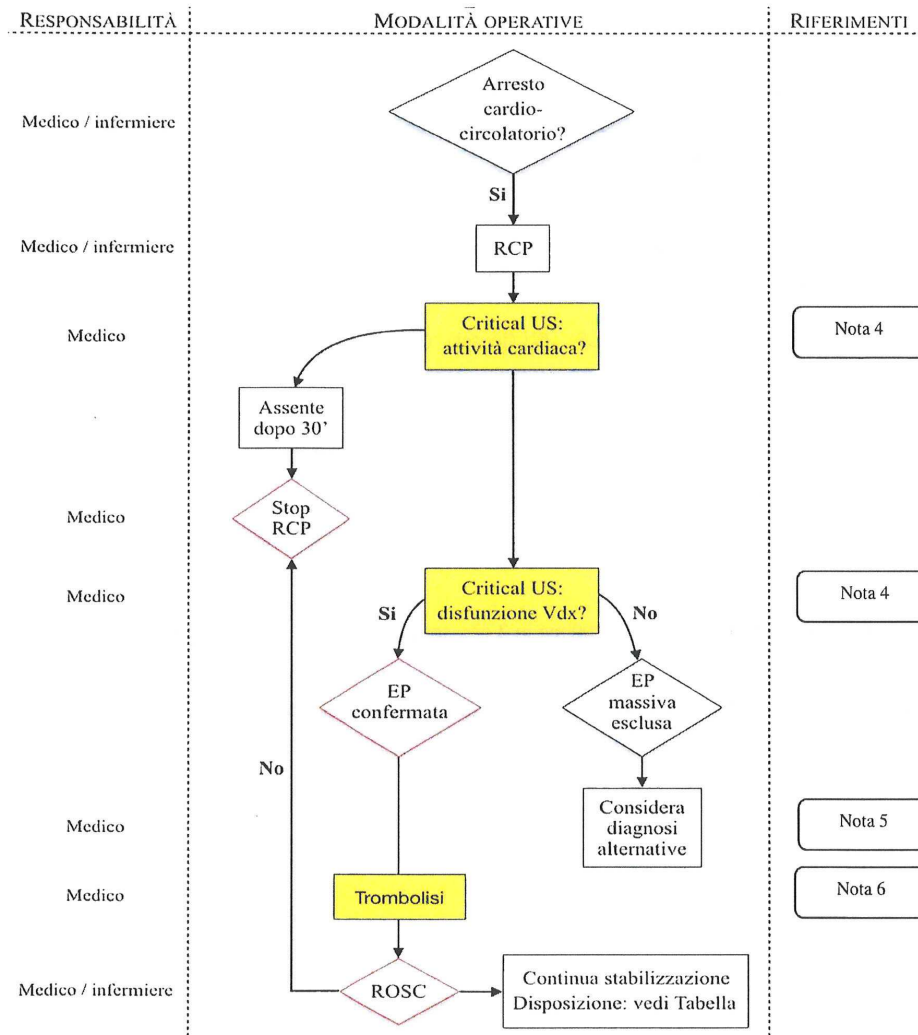 RESPONSABILITÀ
MODALITÀ OPERATIVE
RIFERIMENTI
Medico / infermiere
Arresto
cardio-
circolatorio?
Si
Medico / infermiere
RCP
Medico
Critical US:
attività cardiaca?
Nota 4
Assente
dopo 30'
Medico
Stop
RCP
Medico
Critical US:
disfunzione Vdx?
Nota 4
Si
No
EP
confermata
EP
massiva
esclusa
No
Medico
Considera
diagnosi
alternative
Nota 5
Medico
Trombolisi
Nota 6
Medico / infermiere
ROSC
Continua stabilizzazione
Disposizione: vedi Tabella